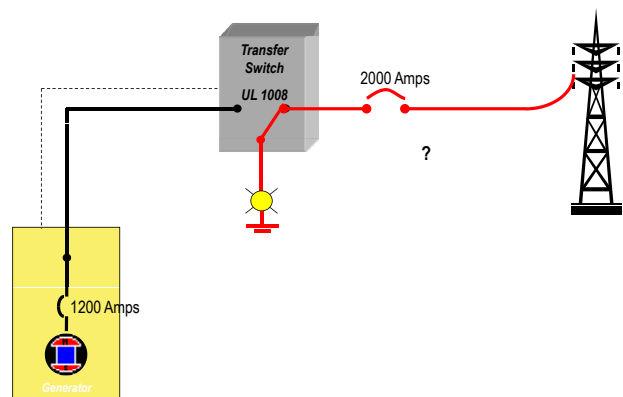 Transfer
Switch
UL 1008
2000 Amps
?
1200 Amps
Generator